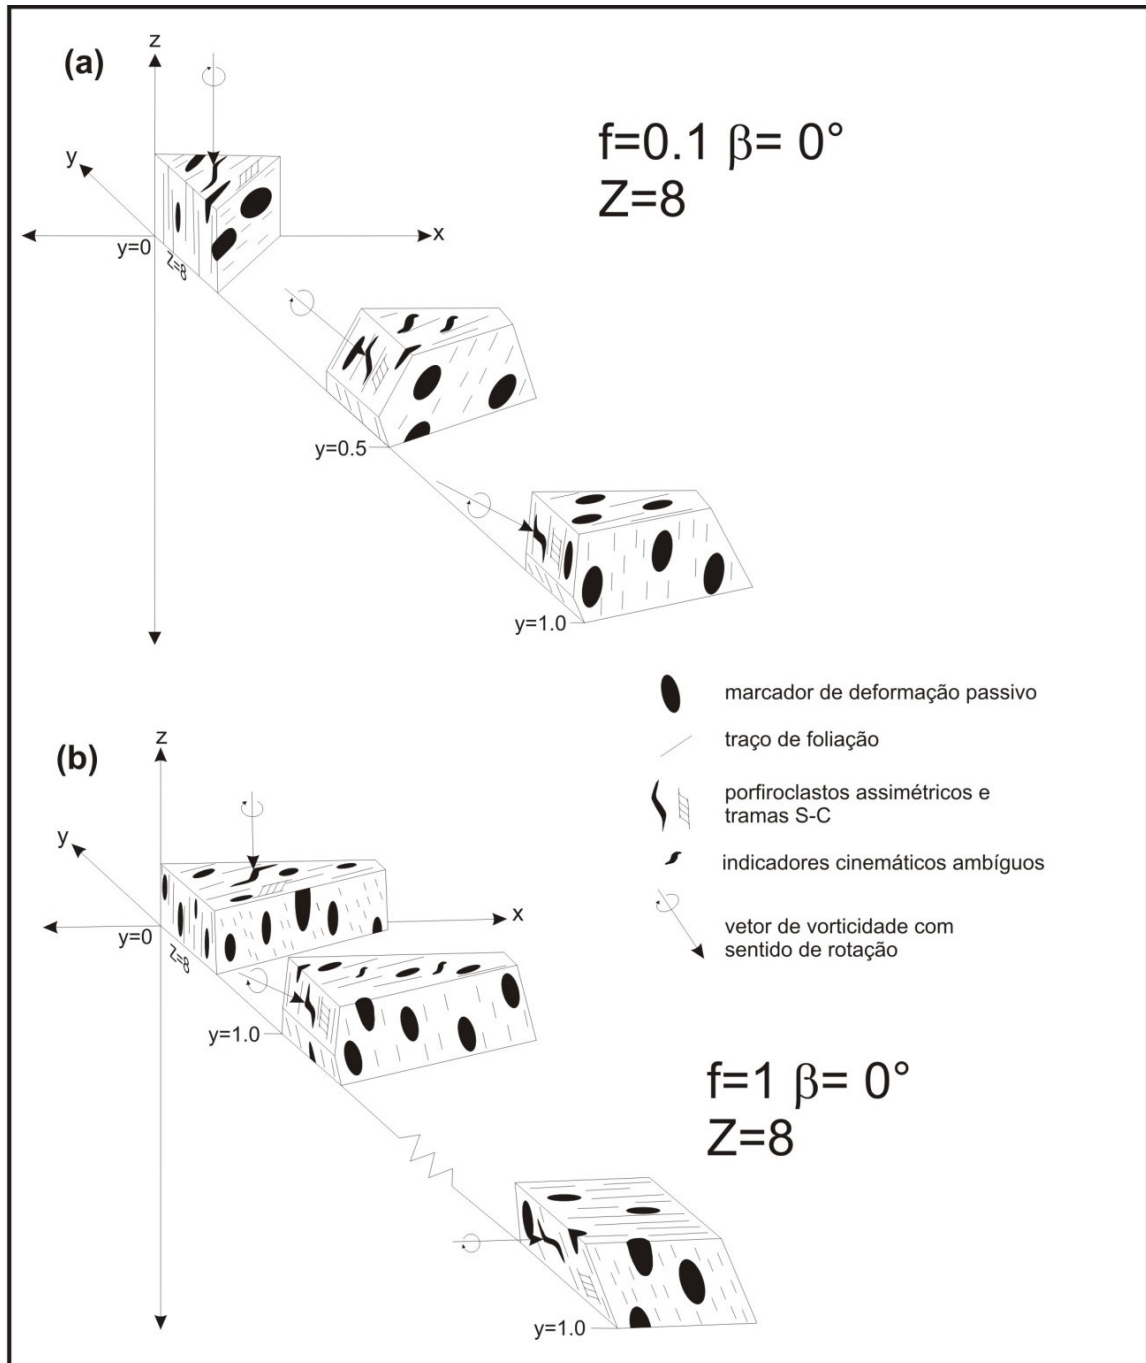 (a)
z
y
x
f=0.1 β= 0°
Z=8
y=0
Z=8
y=0.5
y=1.0
marcador de deformação passivo
traço de foliação
porfiroclastos assimétricos e
tramas S-C
indicadores cinemáticos ambíguos
vetor de vorticidade com
sentido de rotação
(b)
z
y
x
y=0
Z=8
y=1.0
f=1 β= 0°
Z=8
y=1.0